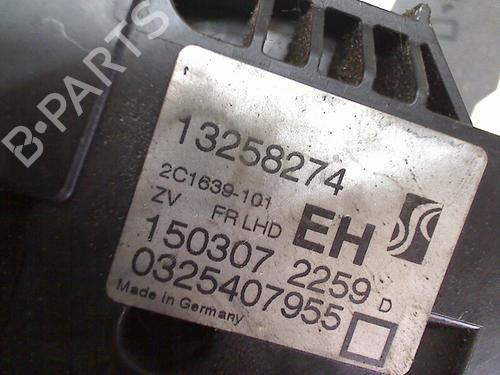 B-PARTS
13258274
2C1639-101
ZV FR LHD EH
150307 2259 D
0325407955
Made in Germany